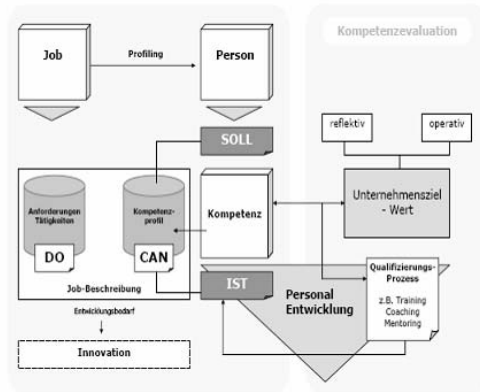 Kompetenzevaluation
Job
Profiling
Person
reflektiv
operativ
SOLL
Unternehmensziel
- Wert
Anforderungen
Tätigkeiten
Kompetenz-
profil
Kompetenz
DO
CAN
Job-Beschreibung
IST
Personal
Entwicklung
Qualifizierungs-
Prozess
z.B. Training
Coaching
Mentoring
Entwicklungsbedarf
Innovation